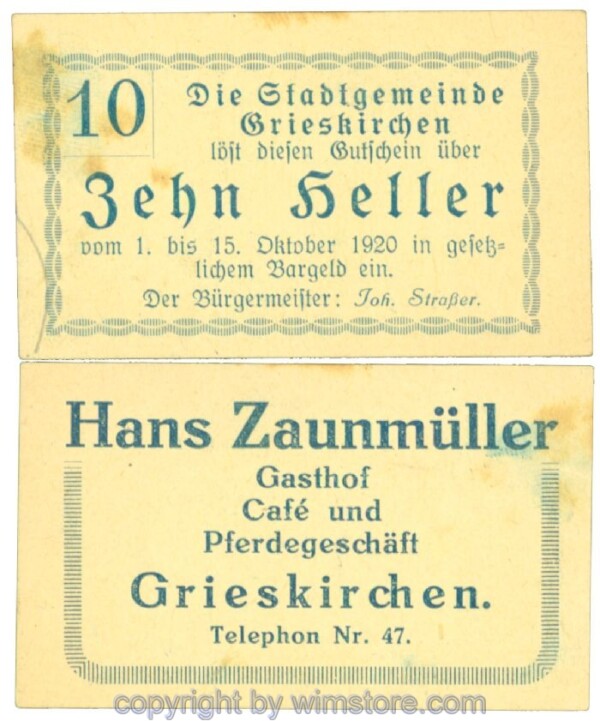 10
Die Stadtgemeinde
Grieskirchen
löst diesen Gutschein über
Zehn Heller
vom 1. bis 15. Oktober 1920 in gesetz=
lichem Bargeld ein.
Der Bürgermeister: Joh. Straßer.
Hans Zaunmüller
Gasthof
Café und
Pferdegeschäft
Grieskirchen.
Telephon Nr. 47.
copyright by wimstore.com